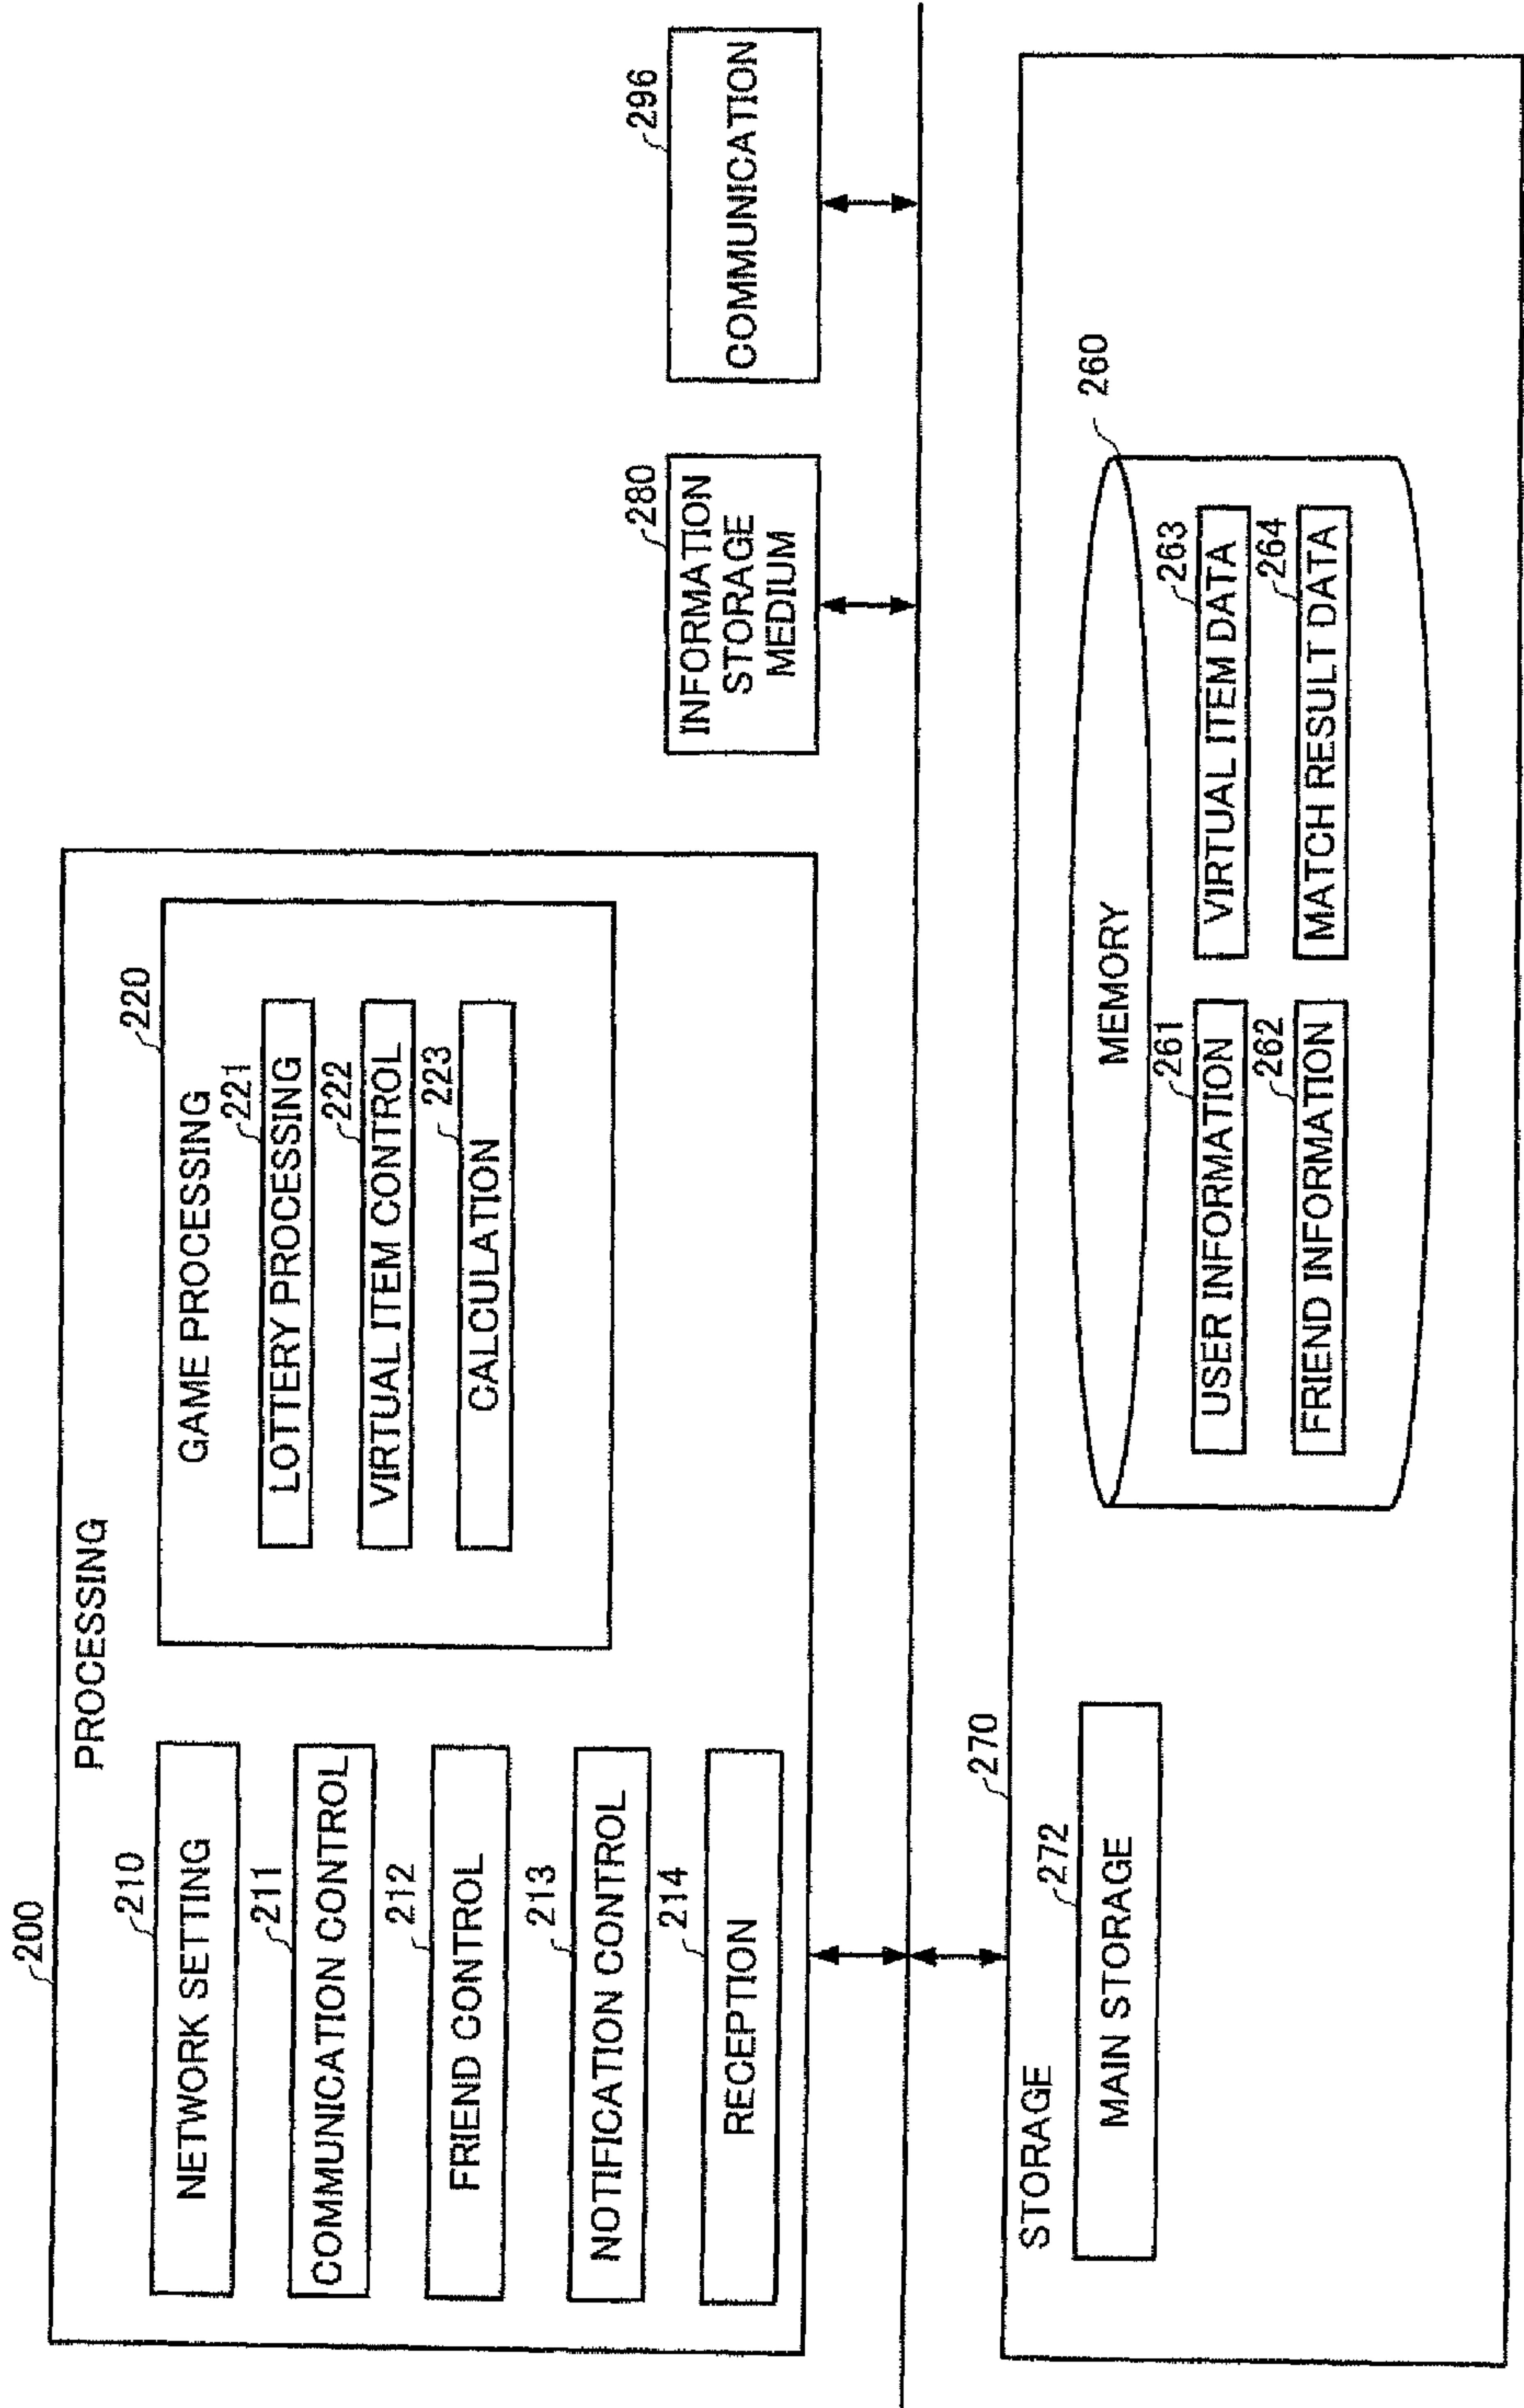 200
PROCESSING
210
NETWORK SETTING
211
COMMUNICATION CONTROL
212
FRIEND CONTROL
213
NOTIFICATION CONTROL
214
RECEPTION
220
GAME PROCESSING
221
LOTTERY PROCESSING
222
VIRTUAL ITEM CONTROL
223
CALCULATION
280
INFORMATION
STORAGE
MEDIUM
296
COMMUNICATION
270
STORAGE
272
MAIN STORAGE
260
MEMORY
261
USER INFORMATION
262
FRIEND INFORMATION
263
VIRTUAL ITEM DATA
264
MATCH RESULT DATA